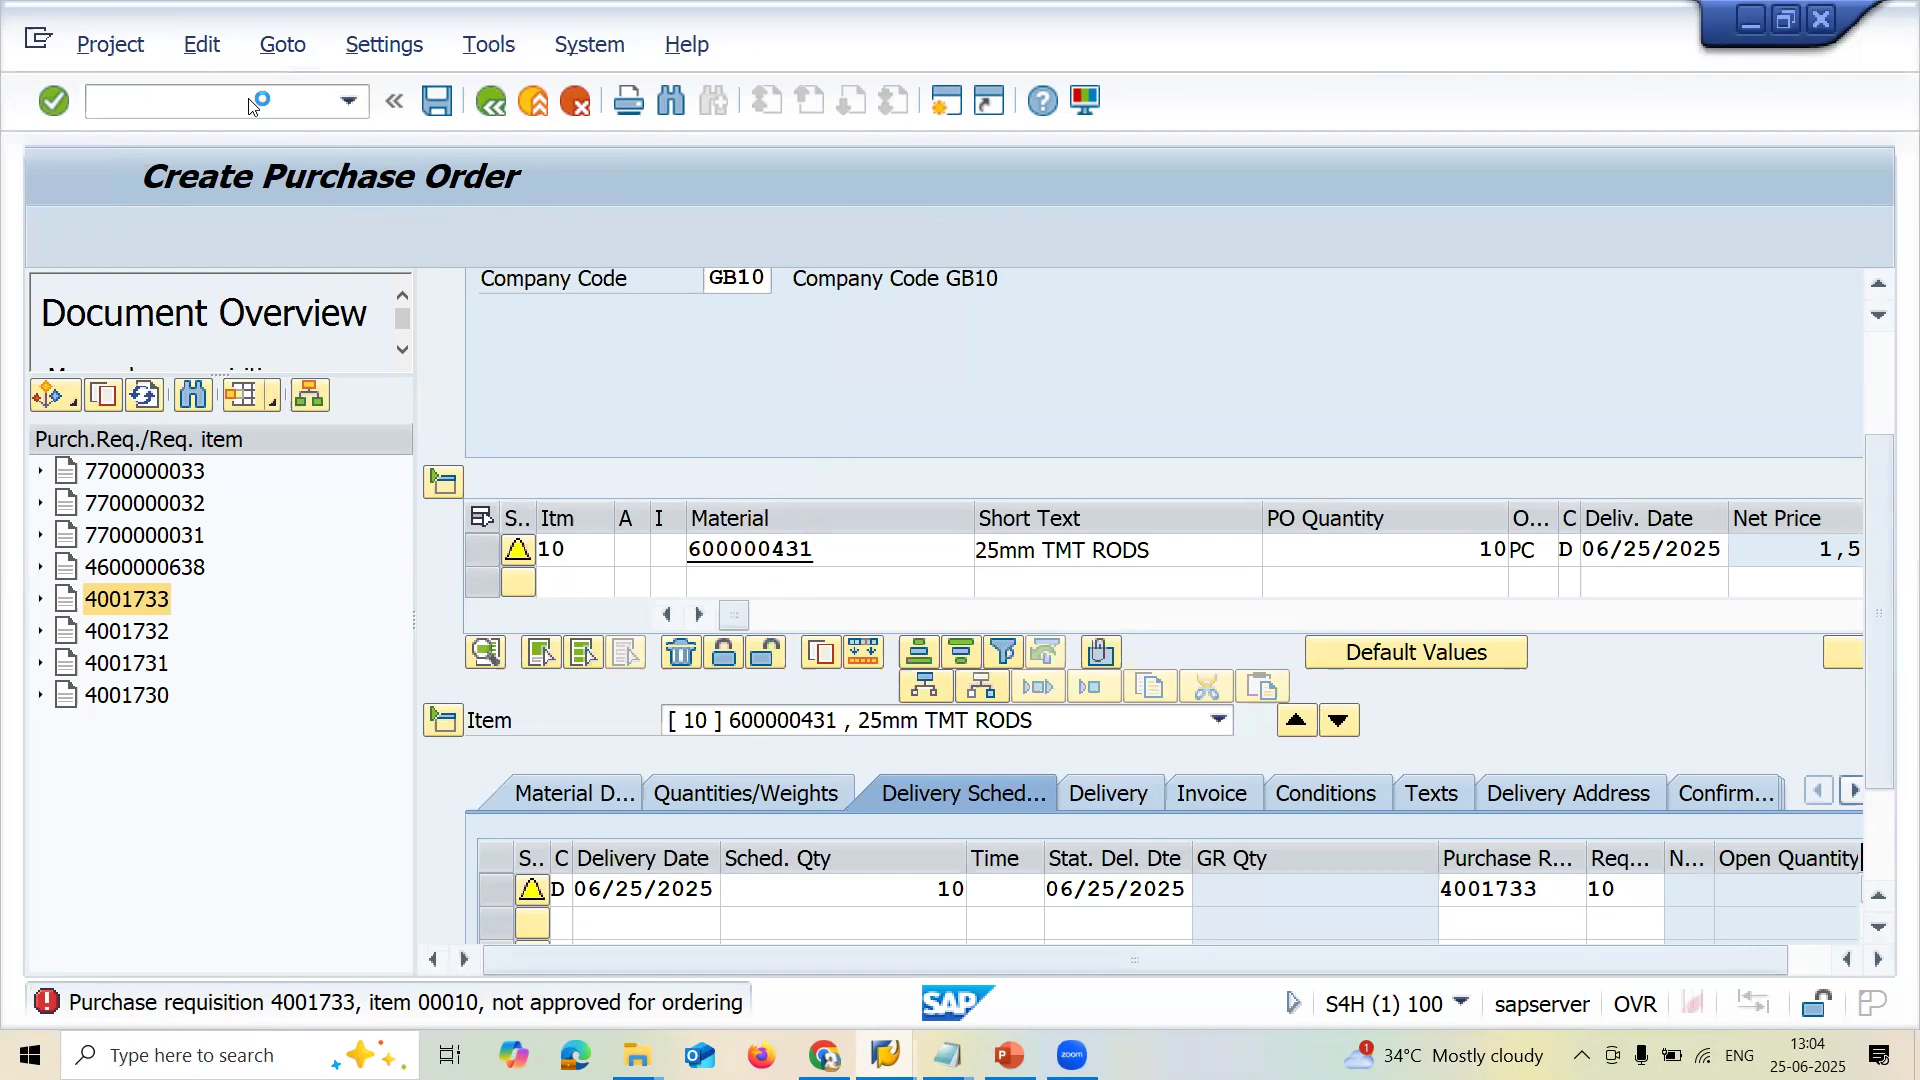 Project Edit Goto Settings Tools System Help
Create Purchase Order
Company Code GB10 Company Code GB10
Document Overview
Purch.Req./Req. item
7700000033
7700000032
7700000031
4600000638
4001733
4001732
4001731
4001730
S.. Itm A I Material Short Text PO Quantity O... C Deliv. Date Net Price
10 600000431 25mm TMT RODS 10 PC D 06/25/2025 1,5
Default Values
Item [ 10 ] 600000431 , 25mm TMT RODS
Material D... Quantities/Weights Delivery Sched... Delivery Invoice Conditions Texts Delivery Address Confirm...
S.. C Delivery Date Sched. Qty Time Stat. Del. Dte GR Qty Purchase R... Req... N... Open Quantity
D 06/25/2025 10 06/25/2025 4001733 10
Purchase requisition 4001733, item 00010, not approved for ordering
SAP
S4H (1) 100 sapserver OVR
Type here to search
zoom
1
34°C Mostly cloudy
ENG
13:04
25-06-2025